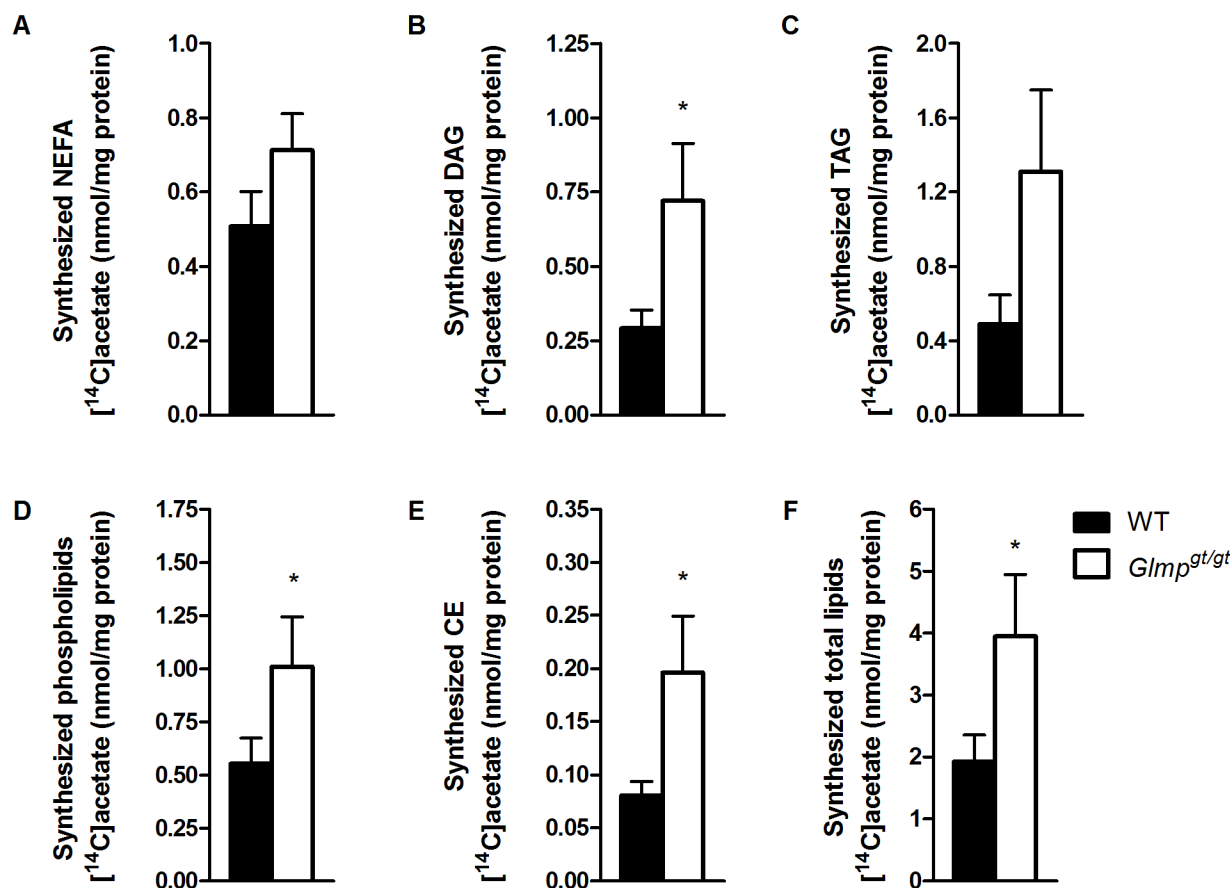 A
Synthesized NEFA
[¹⁴C]acetate (nmol/mg protein)
1.0
0.8
0.6
0.4
0.2
0.0
B
Synthesized DAG
[¹⁴C]acetate (nmol/mg protein)
1.25
1.00
0.75
0.50
0.25
0.00
*
C
Synthesized TAG
[¹⁴C]acetate (nmol/mg protein)
2.0
1.6
1.2
0.8
0.4
0.0
D
Synthesized phospholipids
[¹⁴C]acetate (nmol/mg protein)
1.75
1.50
1.25
1.00
0.75
0.50
0.25
0.00
*
E
Synthesized CE
[¹⁴C]acetate (nmol/mg protein)
0.35
0.30
0.25
0.20
0.15
0.10
0.05
0.00
*
F
Synthesized total lipids
[¹⁴C]acetate (nmol/mg protein)
6
5
4
3
2
1
0
*
WT
Glmp^gt/gt